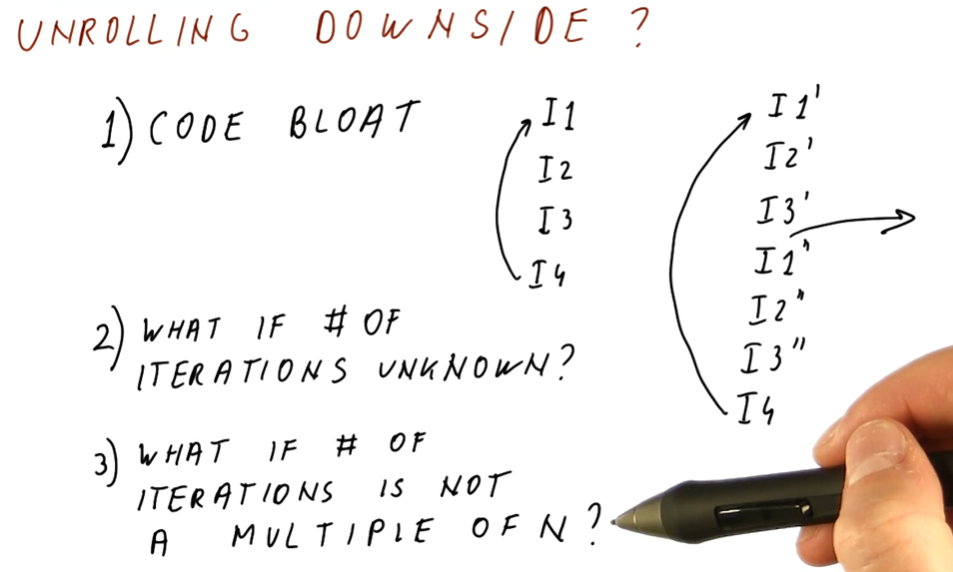 UNROLLING DOWNSIDE ?
1) CODE BLOAT
I1
I2
I3
I4
I1'
I2'
I3'
I1"
I2"
I3"
I4
2) WHAT IF # OF
ITERATIONS UNKNOWN?
3) WHAT IF # OF
ITERATIONS IS NOT
A MULTIPLE OF N?